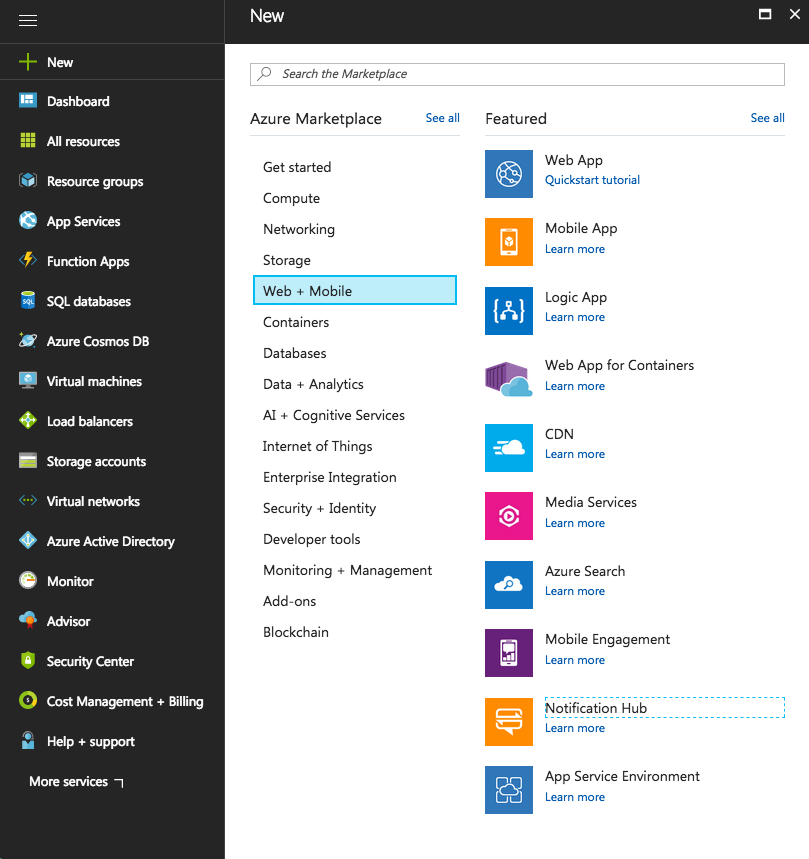 New
New
Dashboard
All resources
Resource groups
App Services
Function Apps
SQL
SQL databases
Azure Cosmos DB
Virtual machines
Load balancers
Storage accounts
Virtual networks
Azure Active Directory
Monitor
Advisor
Security Center
Cost Management + Billing
Help + support
More services
Search the Marketplace
Azure Marketplace See all
Get started
Compute
Networking
Storage
Web + Mobile
Containers
Databases
Data + Analytics
AI + Cognitive Services
Internet of Things
Enterprise Integration
Security + Identity
Developer tools
Monitoring + Management
Add-ons
Blockchain
Featured See all
Web App
Quickstart tutorial
Mobile App
Learn more
Logic App
Learn more
Web App for Containers
Learn more
CDN
Learn more
Media Services
Learn more
Azure Search
Learn more
Mobile Engagement
Learn more
Notification Hub
Learn more
App Service Environment
Learn more